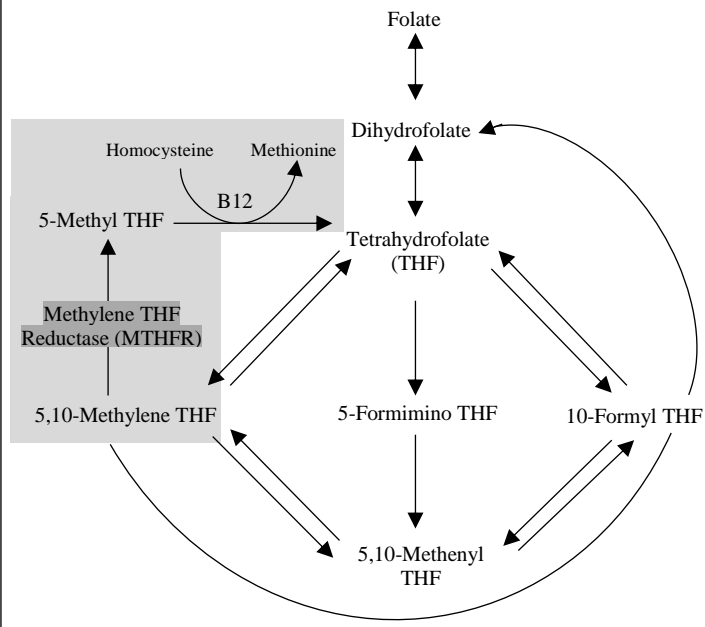 Folate
Dihydrofolate
Homocysteine
Methionine
B12
5-Methyl THF
Tetrahydrofolate
(THF)
Methylene THF
Reductase (MTHFR)
5,10-Methylene THF
5-Formimino THF
10-Formyl THF
5,10-Methenyl
THF